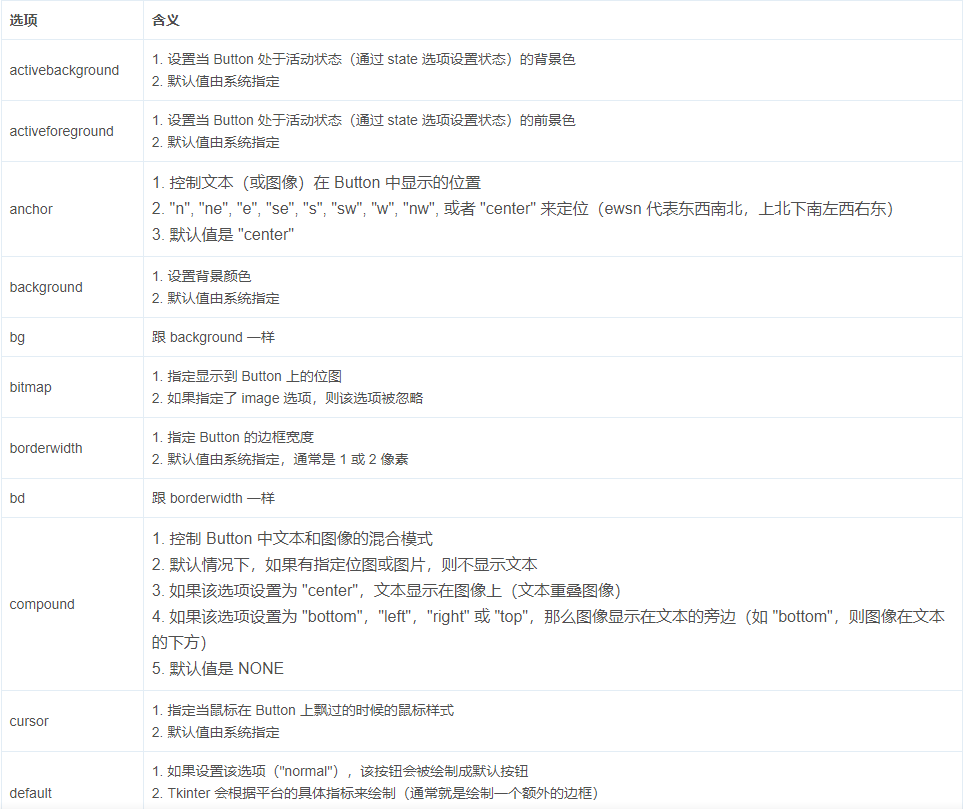 选项 含义
activebackground
1. 设置当 Button 处于活动状态（通过 state 选项设置状态）的背景色
2. 默认值由系统指定
activeforeground
1. 设置当 Button 处于活动状态（通过 state 选项设置状态）的前景色
2. 默认值由系统指定
anchor
1. 控制文本（或图像）在 Button 中显示的位置
2. "n", "ne", "e", "se", "s", "sw", "w", "nw", 或者 "center" 来定位（ewsn 代表东西南北，上北下南左西右东）
3. 默认值是 "center"
background
1. 设置背景颜色
2. 默认值由系统指定
bg 跟 background 一样
bitmap
1. 指定显示到 Button 上的位图
2. 如果指定了 image 选项，则该选项被忽略
borderwidth
1. 指定 Button 的边框宽度
2. 默认值由系统指定，通常是 1 或 2 像素
bd 跟 borderwidth 一样
compound
1. 控制 Button 中文本和图像的混合模式
2. 默认情况下，如果有指定位图或图片，则不显示文本
3. 如果该选项设置为 "center"，文本显示在图像上（文本重叠图像）
4. 如果该选项设置为 "bottom"，"left"，"right" 或 "top"，那么图像显示在文本的旁边（如 "bottom"，则图像在文本
的下方）
5. 默认值是 NONE
cursor
1. 指定当鼠标在 Button 上飘过的时候的鼠标样式
2. 默认值由系统指定
default
1. 如果设置该选项（"normal"），该按钮会被绘制成默认按钮
2. Tkinter 会根据平台的具体指标来绘制（通常就是绘制一个额外的边框）